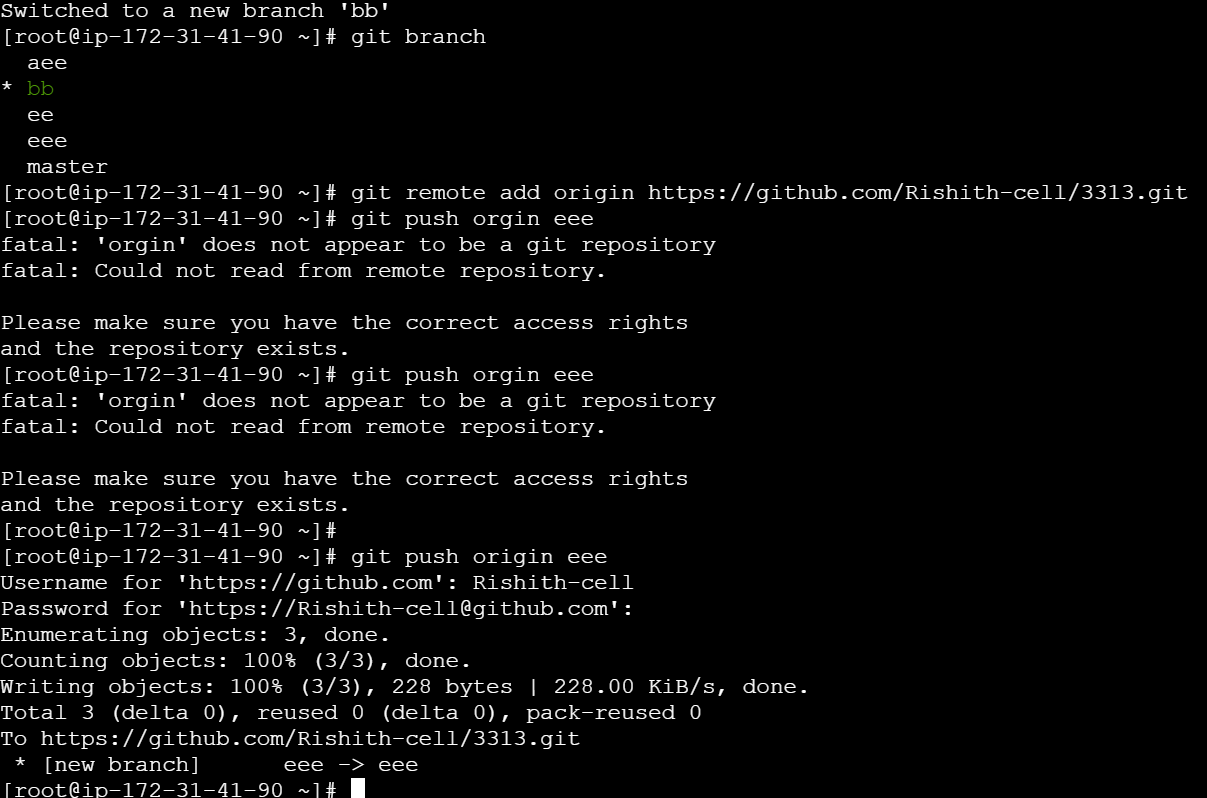 Switched to a new branch 'bb'
[root@ip-172-31-41-90 ~]# git branch
  aee
* bb
  ee
  eee
  master
[root@ip-172-31-41-90 ~]# git remote add origin https://github.com/Rishith-cell/3313.git
[root@ip-172-31-41-90 ~]# git push orgin eee
fatal: 'orgin' does not appear to be a git repository
fatal: Could not read from remote repository.

Please make sure you have the correct access rights
and the repository exists.
[root@ip-172-31-41-90 ~]# git push orgin eee
fatal: 'orgin' does not appear to be a git repository
fatal: Could not read from remote repository.

Please make sure you have the correct access rights
and the repository exists.
[root@ip-172-31-41-90 ~]#
[root@ip-172-31-41-90 ~]# git push origin eee
Username for 'https://github.com': Rishith-cell
Password for 'https://Rishith-cell@github.com':
Enumerating objects: 3, done.
Counting objects: 100% (3/3), done.
Writing objects: 100% (3/3), 228 bytes | 228.00 KiB/s, done.
Total 3 (delta 0), reused 0 (delta 0), pack-reused 0
To https://github.com/Rishith-cell/3313.git
 * [new branch]      eee -> eee
[root@ip-172-31-41-90 ~]#